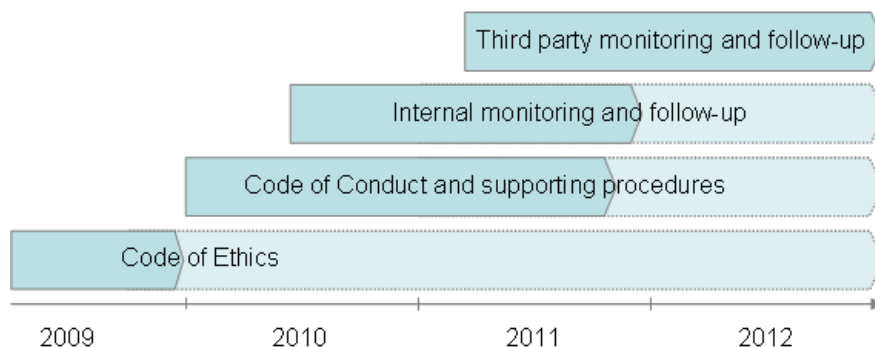 Third party monitoring and follow-up
Internal monitoring and follow-up
Code of Conduct and supporting procedures
Code of Ethics
2009 2010 2011 2012